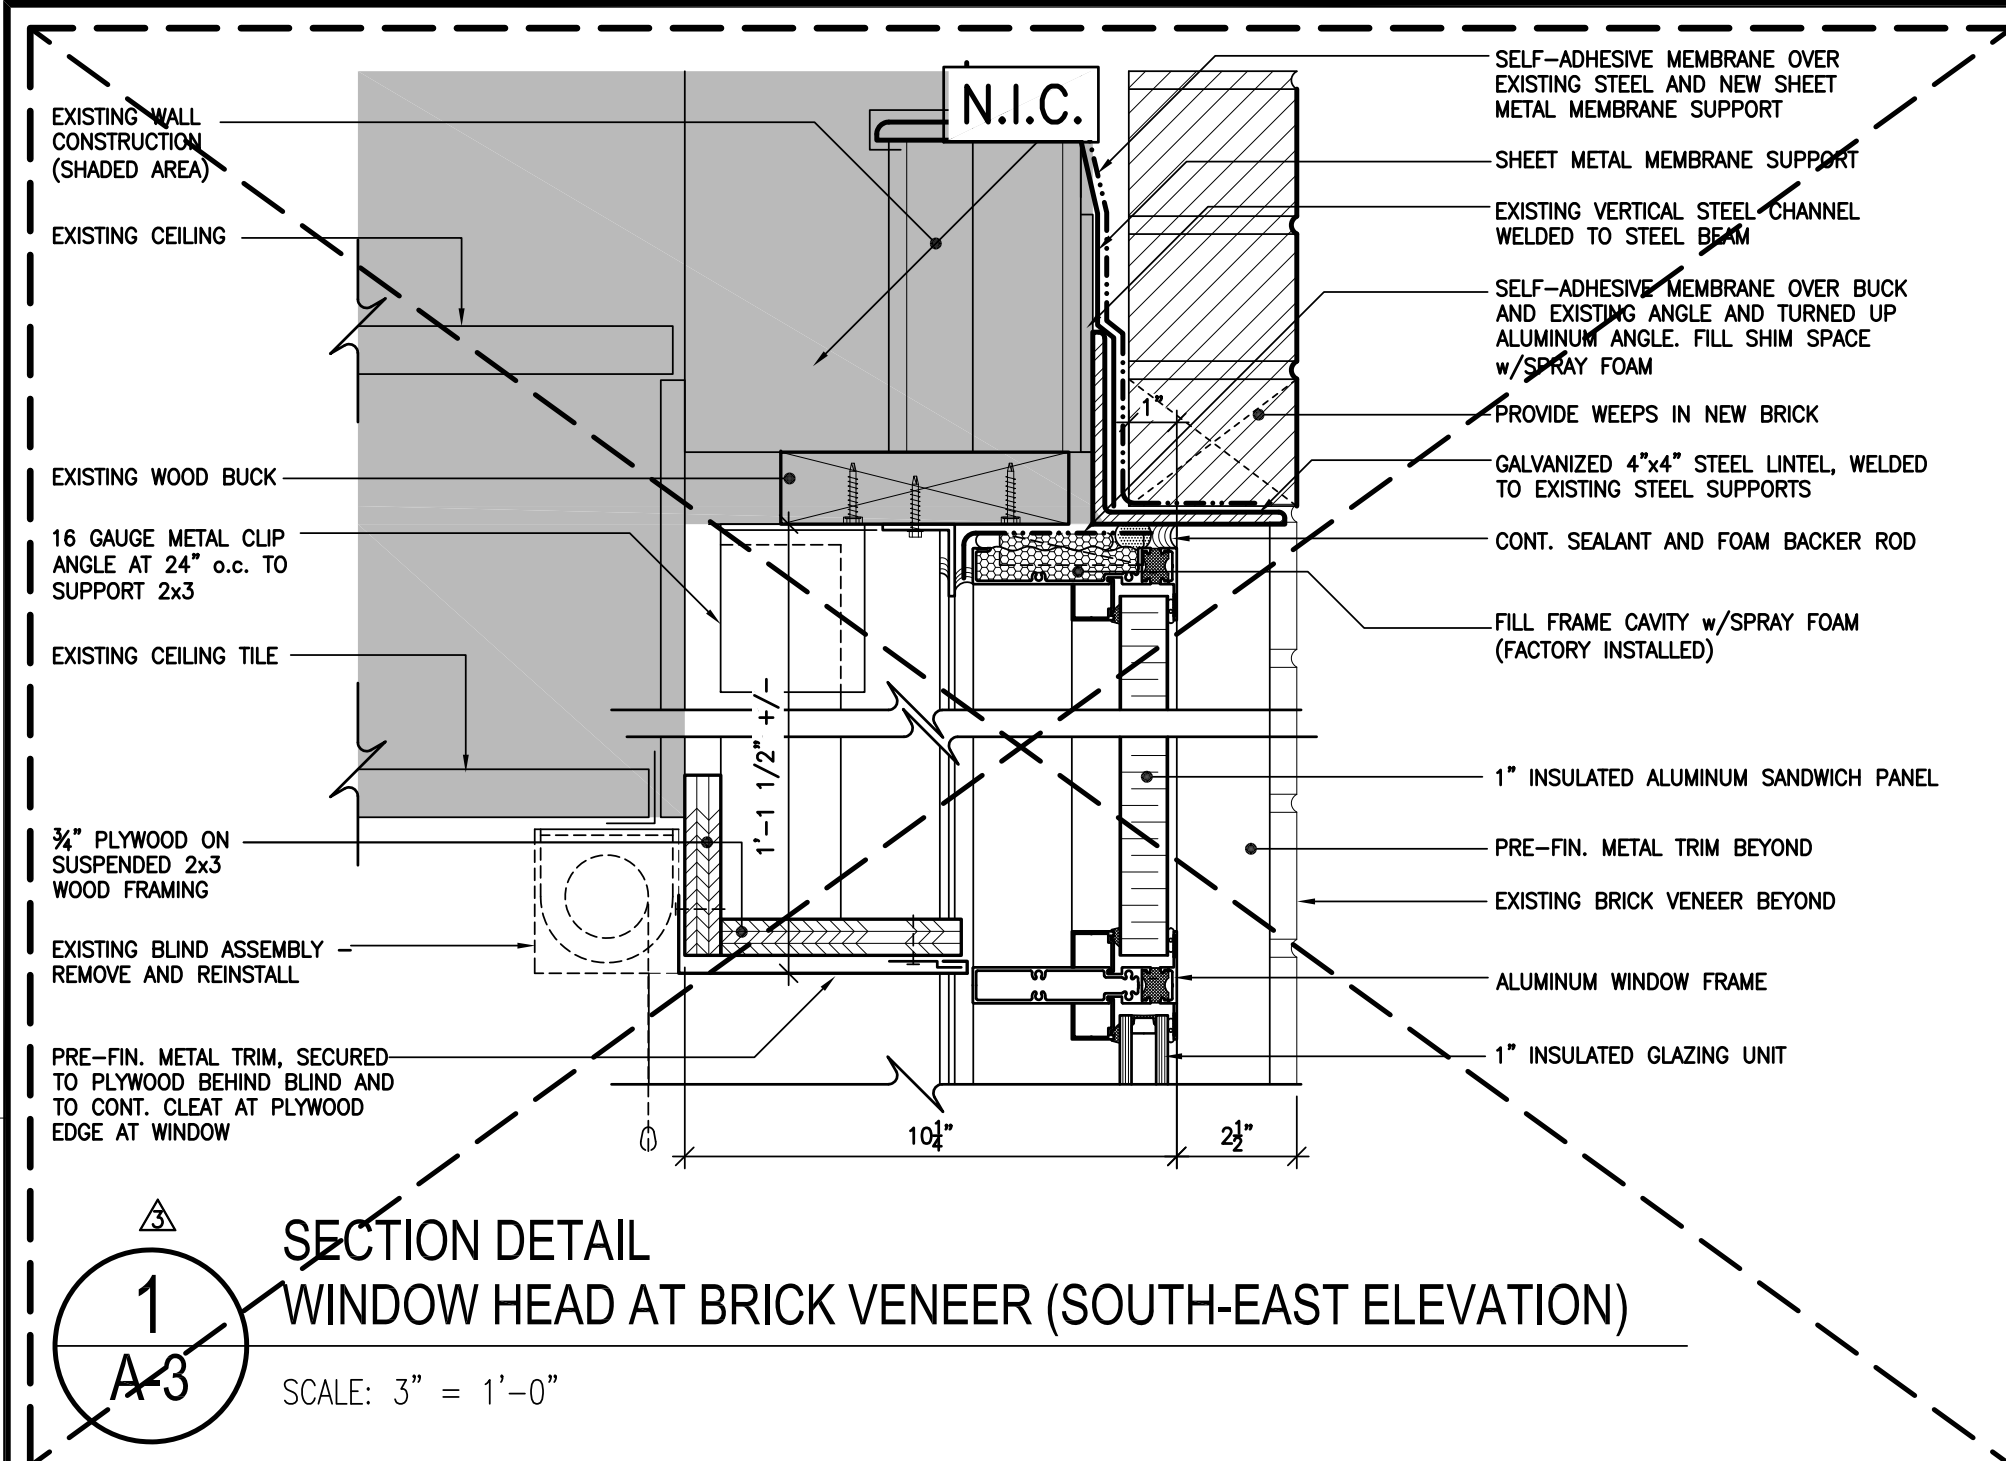 N.I.C.
EXISTING WALL
CONSTRUCTION
(SHADED AREA)
EXISTING CEILING
EXISTING WOOD BUCK
16 GAUGE METAL CLIP
ANGLE AT 24" o.c. TO
SUPPORT 2x3
EXISTING CEILING TILE
¾" PLYWOOD ON
SUSPENDED 2x3
WOOD FRAMING
EXISTING BLIND ASSEMBLY –
REMOVE AND REINSTALL
PRE–FIN. METAL TRIM, SECURED
TO PLYWOOD BEHIND BLIND AND
TO CONT. CLEAT AT PLYWOOD
EDGE AT WINDOW
1"
1'–1 1/2" +/–
10¼"
2½"
SELF–ADHESIVE MEMBRANE OVER
EXISTING STEEL AND NEW SHEET
METAL MEMBRANE SUPPORT
SHEET METAL MEMBRANE SUPPORT
EXISTING VERTICAL STEEL CHANNEL
WELDED TO STEEL BEAM
SELF–ADHESIVE MEMBRANE OVER BUCK
AND EXISTING ANGLE AND TURNED UP
ALUMINUM ANGLE. FILL SHIM SPACE
w/SPRAY FOAM
PROVIDE WEEPS IN NEW BRICK
GALVANIZED 4"x4" STEEL LINTEL, WELDED
TO EXISTING STEEL SUPPORTS
CONT. SEALANT AND FOAM BACKER ROD
FILL FRAME CAVITY w/SPRAY FOAM
(FACTORY INSTALLED)
1" INSULATED ALUMINUM SANDWICH PANEL
PRE–FIN. METAL TRIM BEYOND
EXISTING BRICK VENEER BEYOND
ALUMINUM WINDOW FRAME
1" INSULATED GLAZING UNIT
3
1
A-3
SECTION DETAIL
WINDOW HEAD AT BRICK VENEER (SOUTH-EAST ELEVATION)
SCALE: 3" = 1'–0"